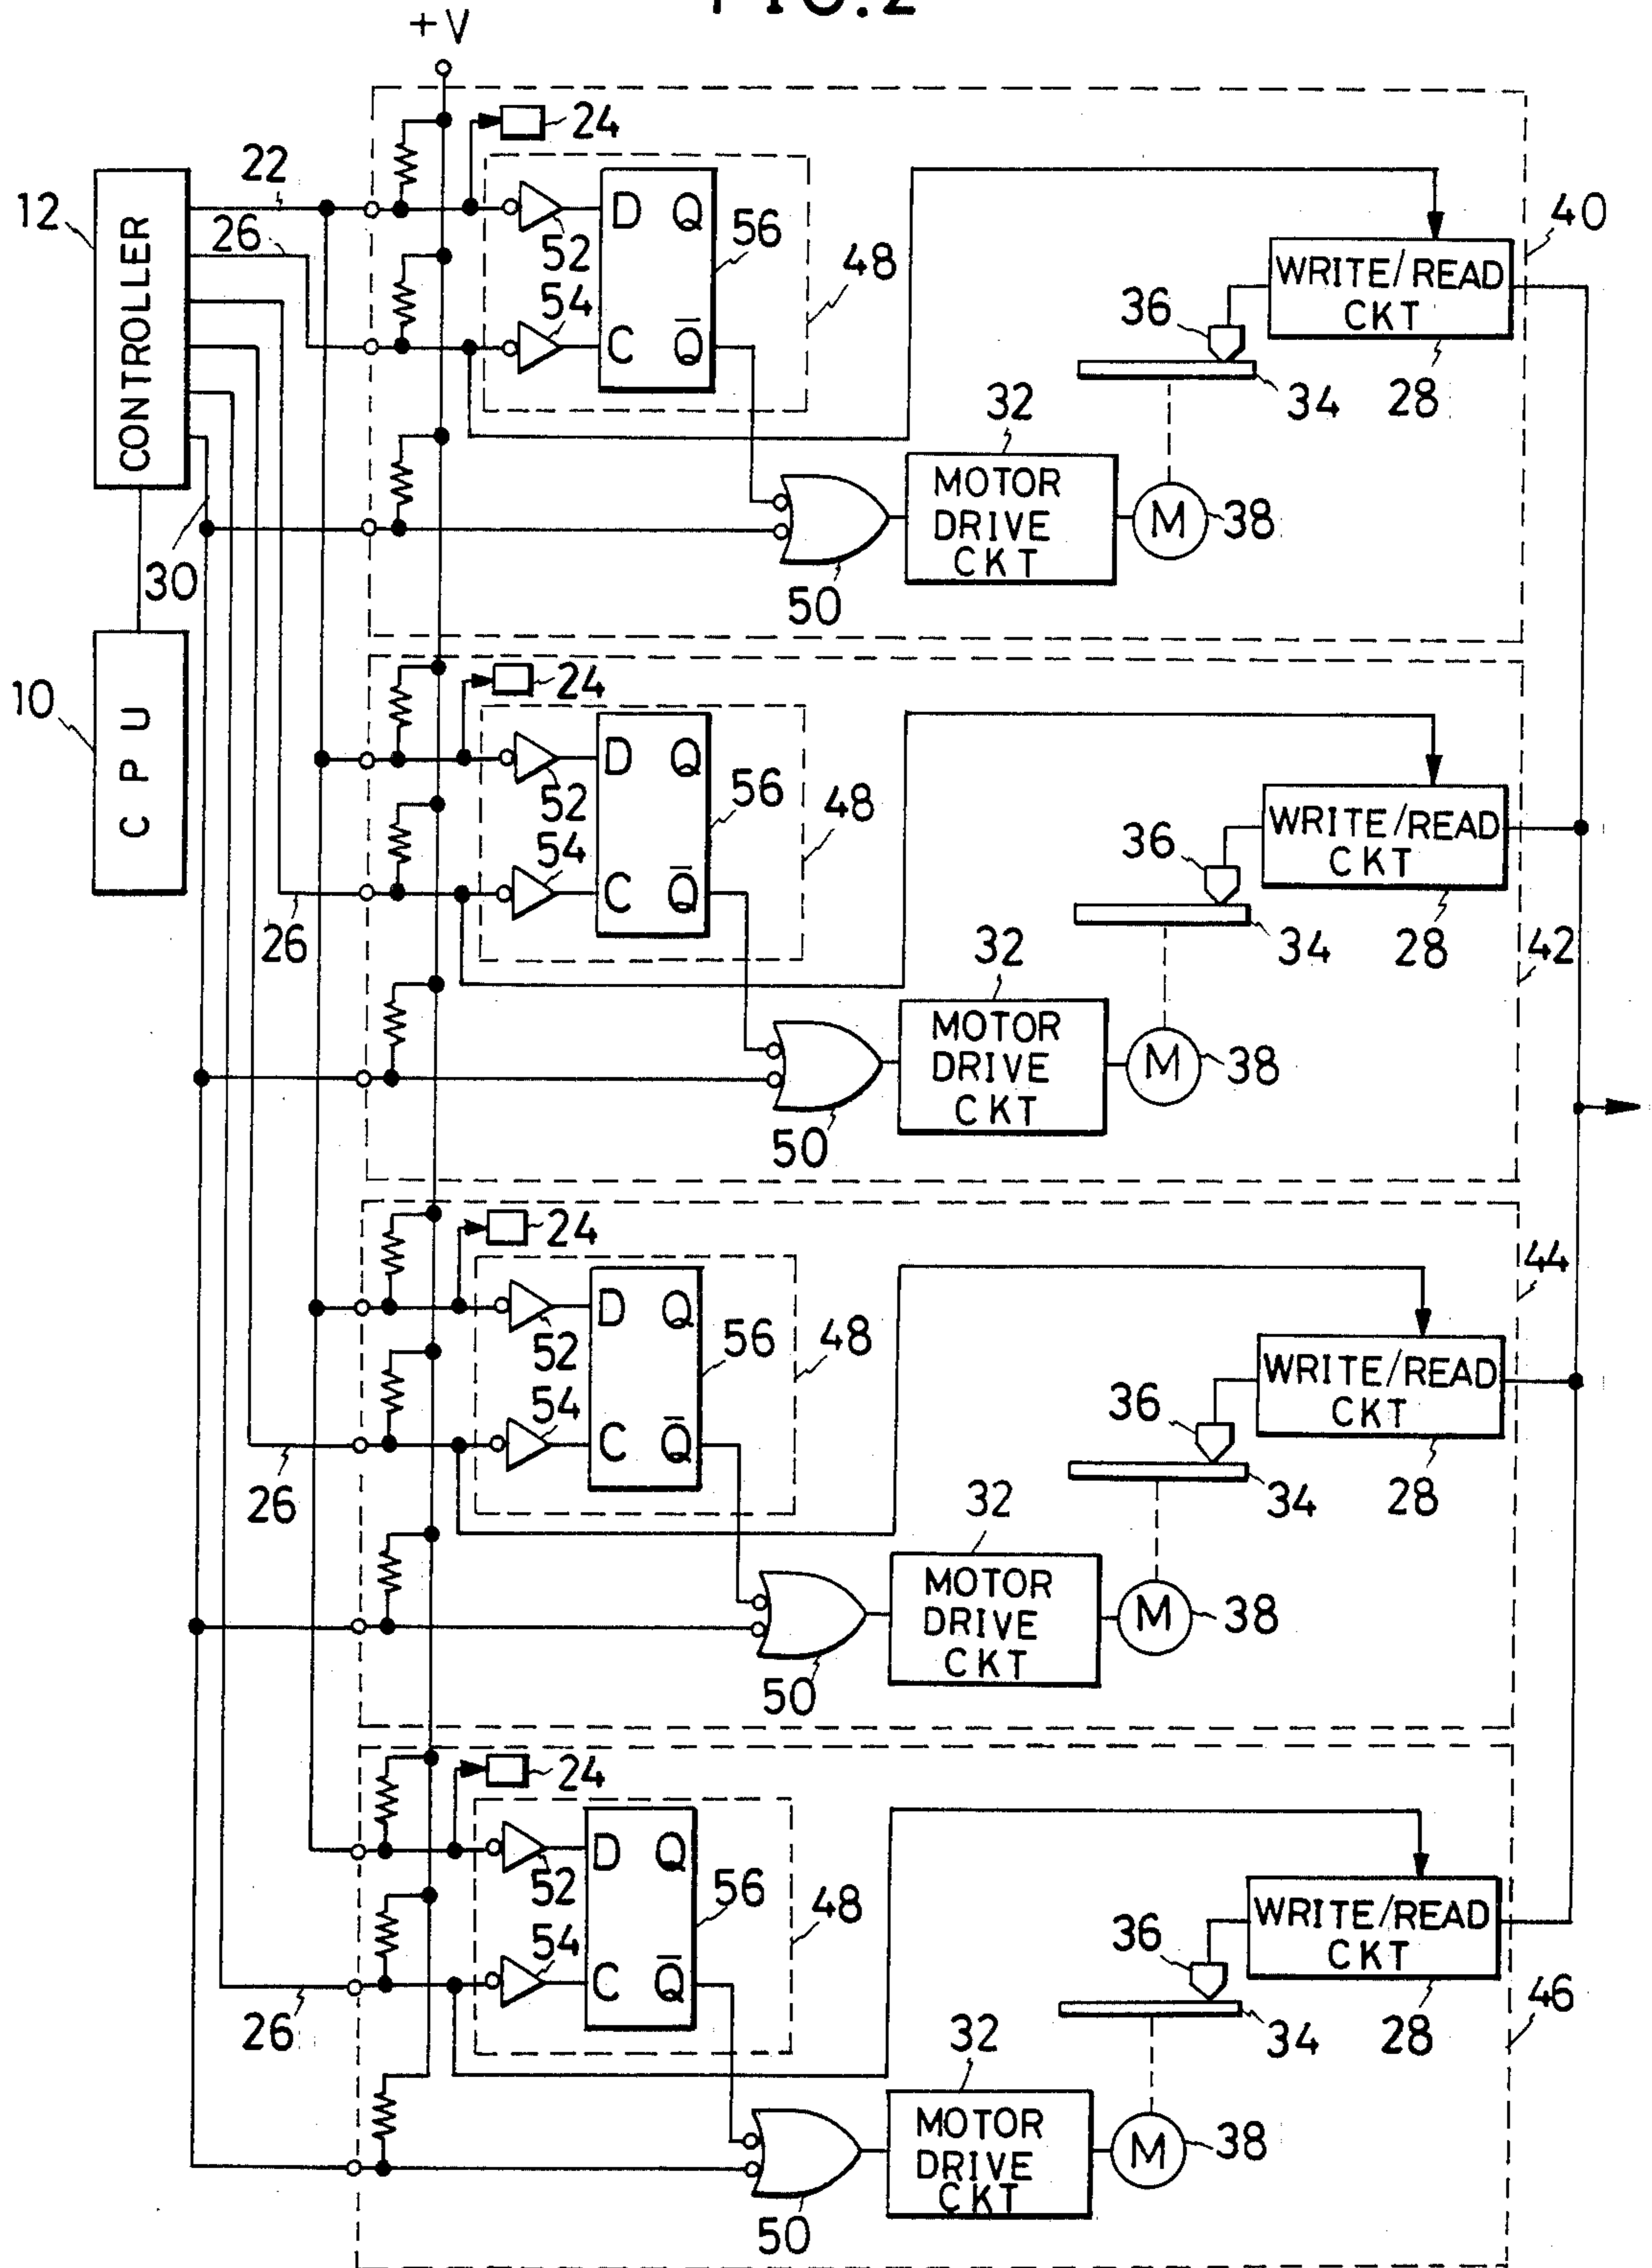 FIG.2
+V
24
22
12
26
CONTROLLER
D Q
52
56
54
48
C Q̅
40
WRITE/READ
CKT
36
34
28
32
MOTOR
DRIVE
CKT
M
38
30
50
10
CPU
24
D Q
52
56
54
48
C Q̅
26
WRITE/READ
CKT
36
34
28
42
32
MOTOR
DRIVE
CKT
M
38
50
24
44
D Q
52
56
48
54
C Q̅
26
WRITE/READ
CKT
36
34
28
32
MOTOR
DRIVE
CKT
M
38
50
24
D Q
52
56
48
54
C Q̅
26
WRITE/READ
CKT
36
34
28
46
32
MOTOR
DRIVE
CKT
M
38
50